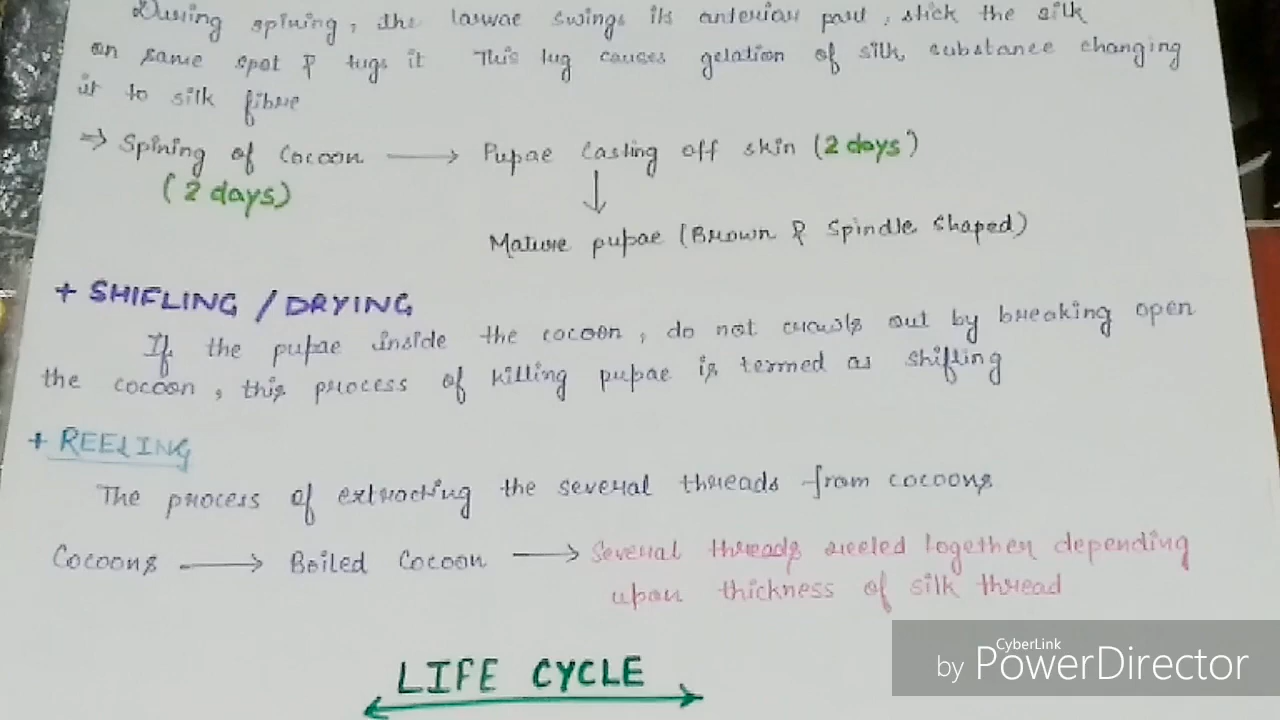 During spining, the larvae swings its anterior part, stick the silk
on same spot & tugs it This tug causes gelation of silk substance changing
it to silk fibre
⇒ Spining of Cocoon → Pupae Casting off skin (2 days)
(2 days)
↓
Mature pupae (Brown & Spindle shaped)
+ SHIFLING / DRYING
If the pupae inside the cocoon, do not crawls out by breaking open
the cocoon, this process of killing pupae is termed as shifling
+ REELING
The process of extracting the several threads from cocoons
Cocoons → Boiled Cocoon → Several threads reeled together depending
upon thickness of silk thread
LIFE CYCLE
CyberLink
by PowerDirector